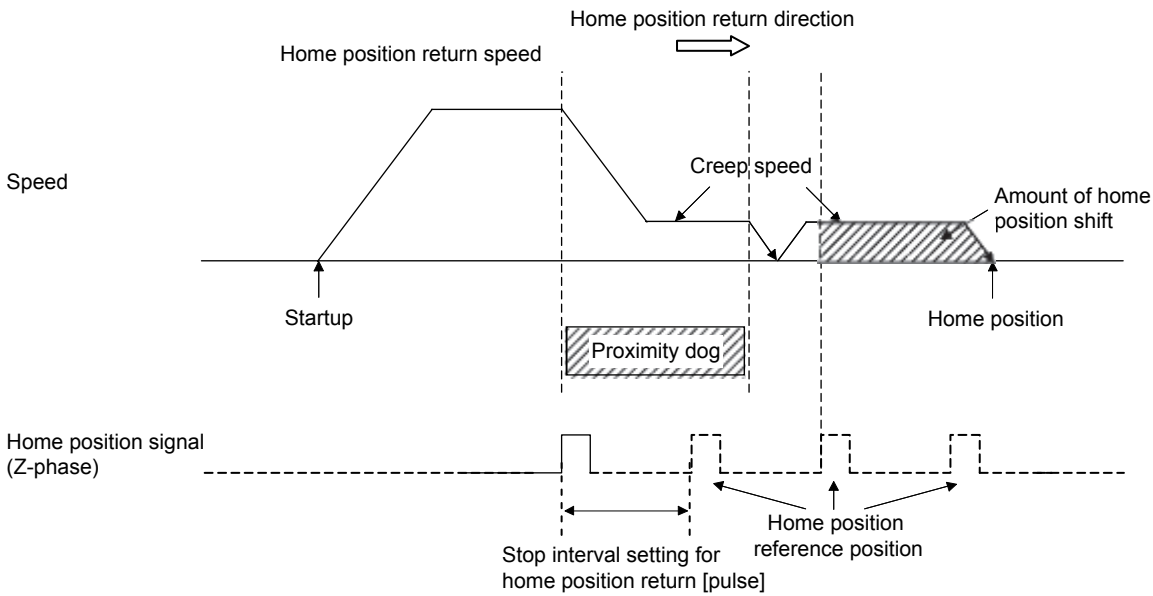 Home position return direction
Home position return speed
Creep speed
Speed
Amount of home
position shift
Startup
Home position
Proximity dog
Home position signal
(Z-phase)
Home position
reference position
Stop interval setting for
home position return [pulse]